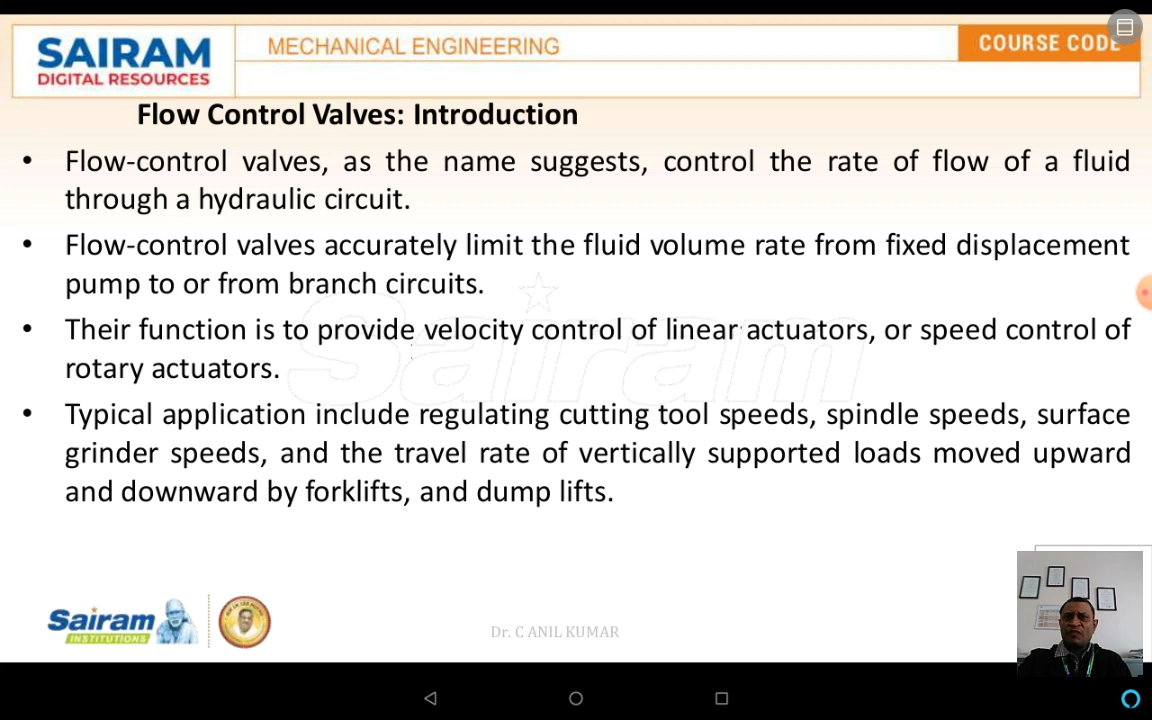 SAIRAM
DIGITAL RESOURCES
MECHANICAL ENGINEERING
COURSE CODE
Flow Control Valves: Introduction
• Flow-control valves, as the name suggests, control the rate of flow of a fluid
through a hydraulic circuit.
• Flow-control valves accurately limit the fluid volume rate from fixed displacement
pump to or from branch circuits.
• Their function is to provide velocity control of linear actuators, or speed control of
rotary actuators.
• Typical application include regulating cutting tool speeds, spindle speeds, surface
grinder speeds, and the travel rate of vertically supported loads moved upward
and downward by forklifts, and dump lifts.
Sairam
Sairam
INSTITUTIONS
Dr. C ANIL KUMAR